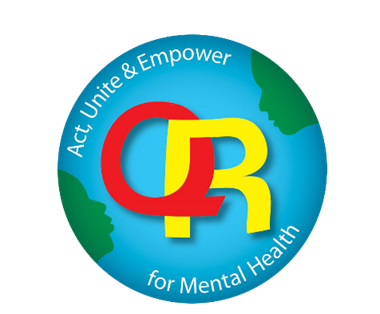 Act, Unite & Empower
QR
for Mental Health